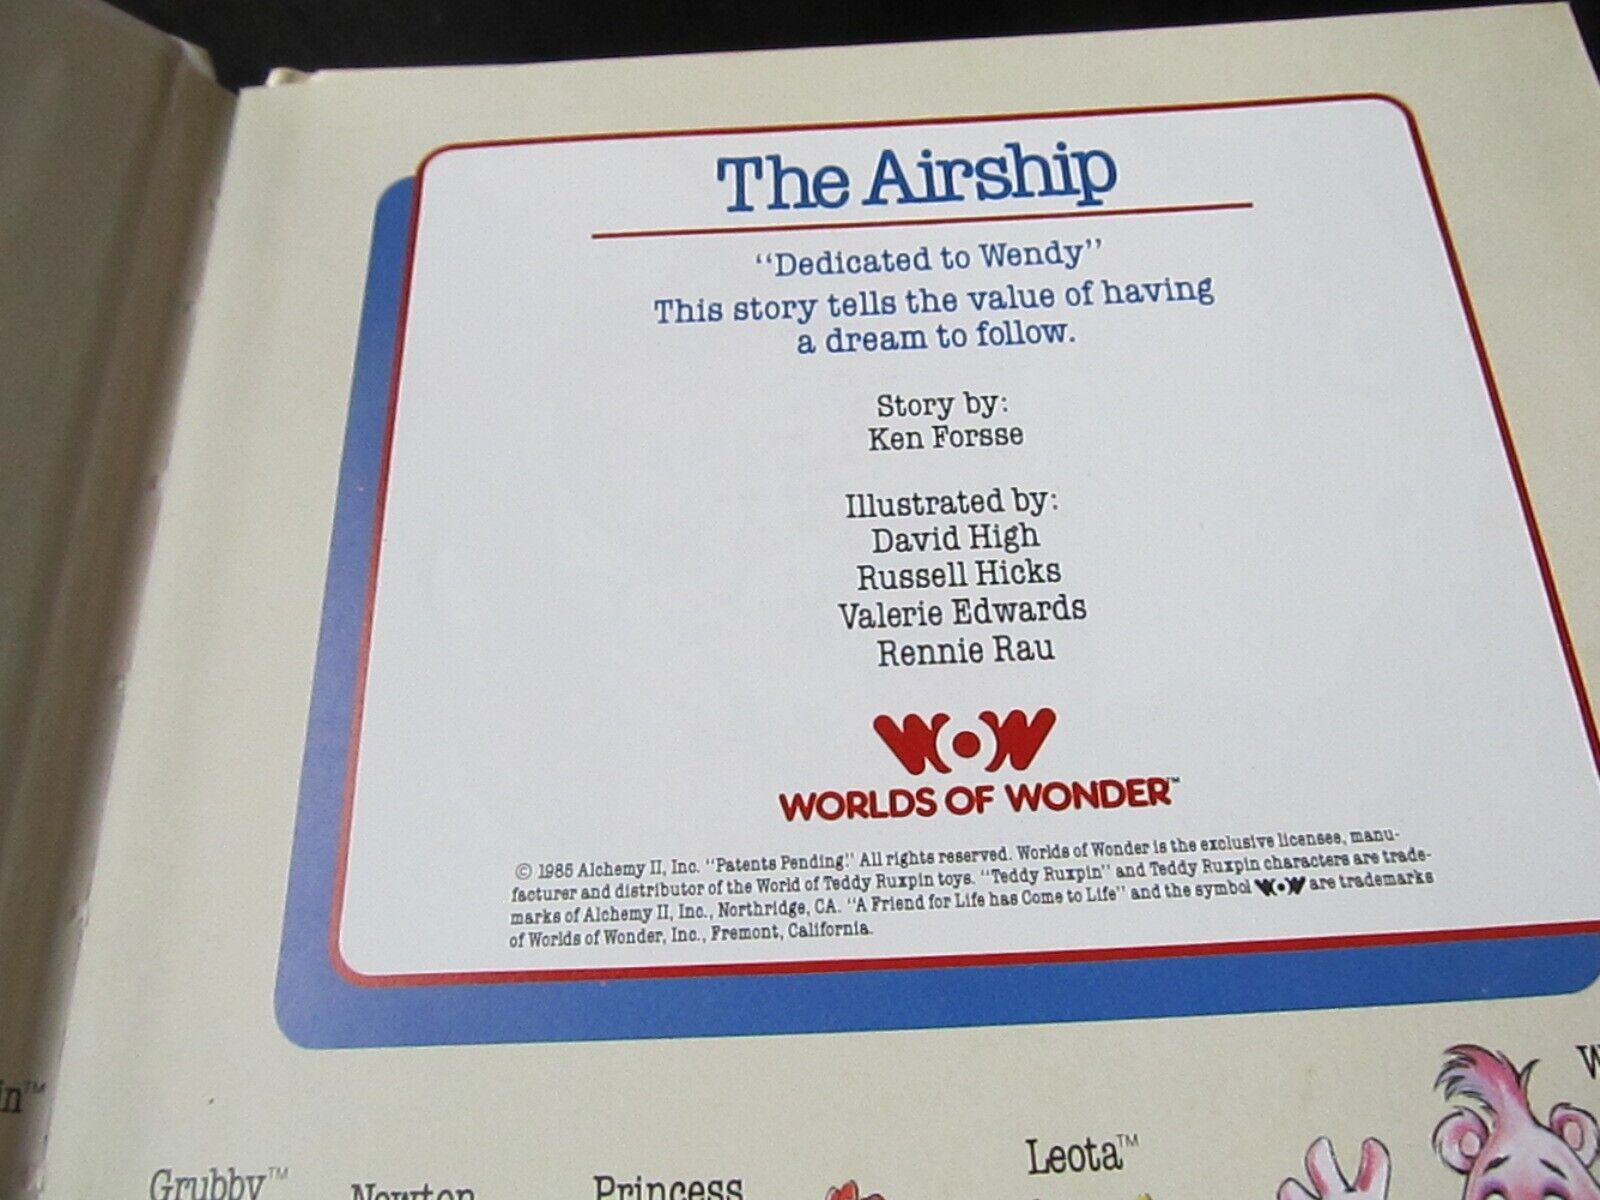 The Airship
"Dedicated to Wendy"
This story tells the value of having
a dream to follow.
Story by:
Ken Forsse
Illustrated by:
David High
Russell Hicks
Valerie Edwards
Rennie Rau
WOW
WORLDS OF WONDER™
© 1985 Alchemy II, Inc. "Patents Pending." All rights reserved. Worlds of Wonder is the exclusive licensee, manu-
facturer and distributor of the World of Teddy Ruxpin toys. "Teddy Ruxpin" and Teddy Ruxpin characters are trade-
marks of Alchemy II, Inc., Northridge, CA. "A Friend for Life has Come to Life" and the symbol WOW are trademarks
of Worlds of Wonder, Inc., Fremont, California.
in™
Leota™
Grubby™
Newton
Princess